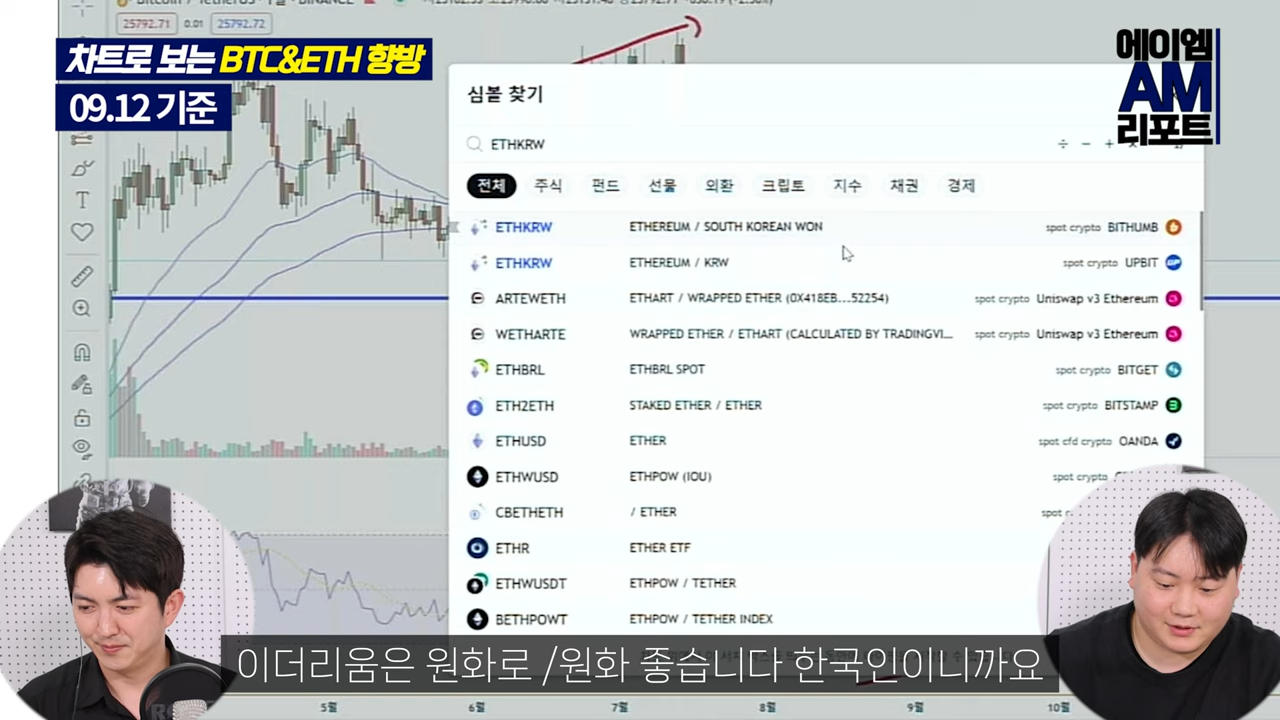 25792.71 0.01 25792.72
차트로 보는 BTC&ETH 향방
09.12 기준
에이엠
AM
리포트
심볼 찾기
ETHKRW
전체 주식 펀드 선물 외환 크립토 지수 채권 경제
ETHKRW ETHEREUM / SOUTH KOREAN WON spot crypto BITHUMB
ETHKRW ETHEREUM / KRW spot crypto UPBIT
ARTEWETH ETHART / WRAPPED ETHER (0X418EB...52254) spot crypto Uniswap v3 Ethereum
WETHARTE WRAPPED ETHER / ETHART (CALCULATED BY TRADINGVI... spot crypto Uniswap v3 Ethereum
ETHBRL ETHBRL SPOT spot crypto BITGET
ETH2ETH STAKED ETHER / ETHER spot crypto BITSTAMP
ETHUSD ETHER spot cfd crypto OANDA
ETHWUSD ETHPOW (IOU) spot crypto
CBETHETH / ETHER spot
ETHR ETHER ETF
ETHWUSDT ETHPOW / TETHER
BETHPOWT ETHPOW / TETHER INDEX
이더리움은 원화로 /원화 좋습니다 한국인이니까요
5월 6월 7월 8월 9월 10월